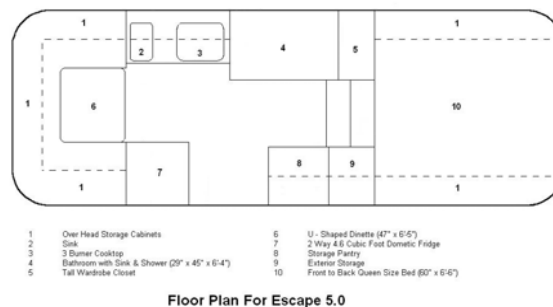 1 1
2 3 4 5
1 6 10
7 8 9
1 1
1 Over Head Storage Cabinets
2 Sink
3 3 Burner Cooktop
4 Bathroom with Sink & Shower (29" x 45" x 6'-4")
5 Tall Wardrobe Closet
6 U - Shaped Dinette (47" x 6'-5")
7 2 Way 4.6 Cubic Foot Dometic Fridge
8 Storage Pantry
9 Exterior Storage
10 Front to Back Queen Size Bed (60" x 6'-6")
Floor Plan For Escape 5.0